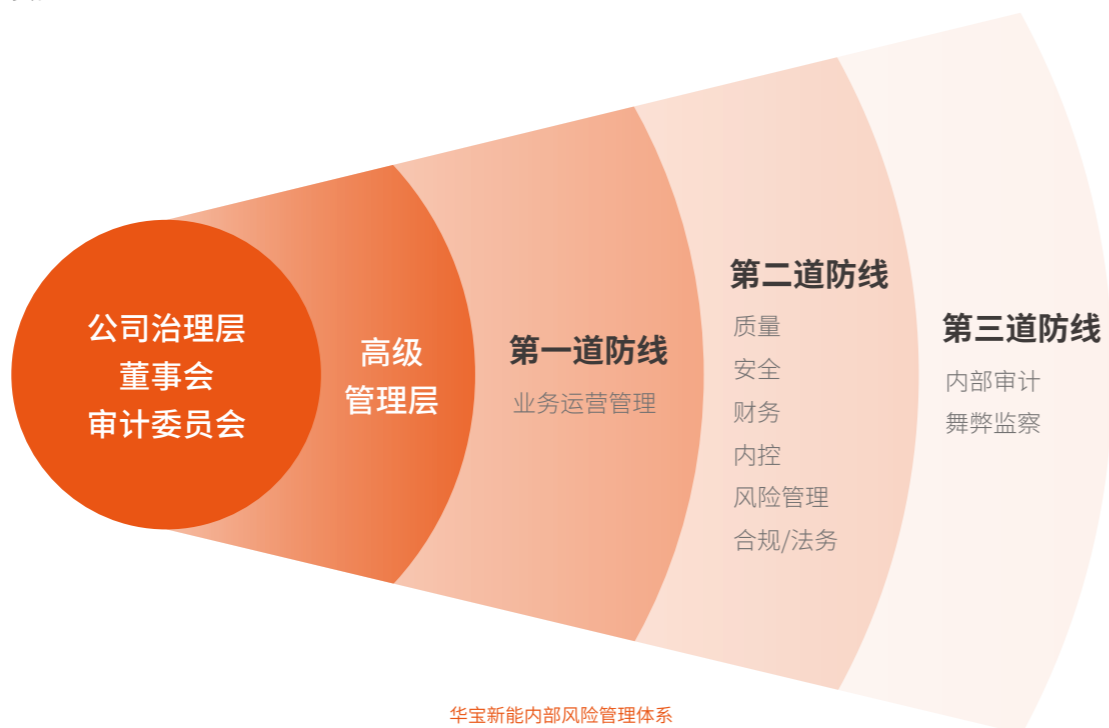 公司治理层
董事会
审计委员会
高级
管理层
第一道防线
业务运营管理
第二道防线
质量
安全
财务
内控
风险管理
合规/法务
第三道防线
内部审计
舞弊监察
华宝新能内部风险管理体系